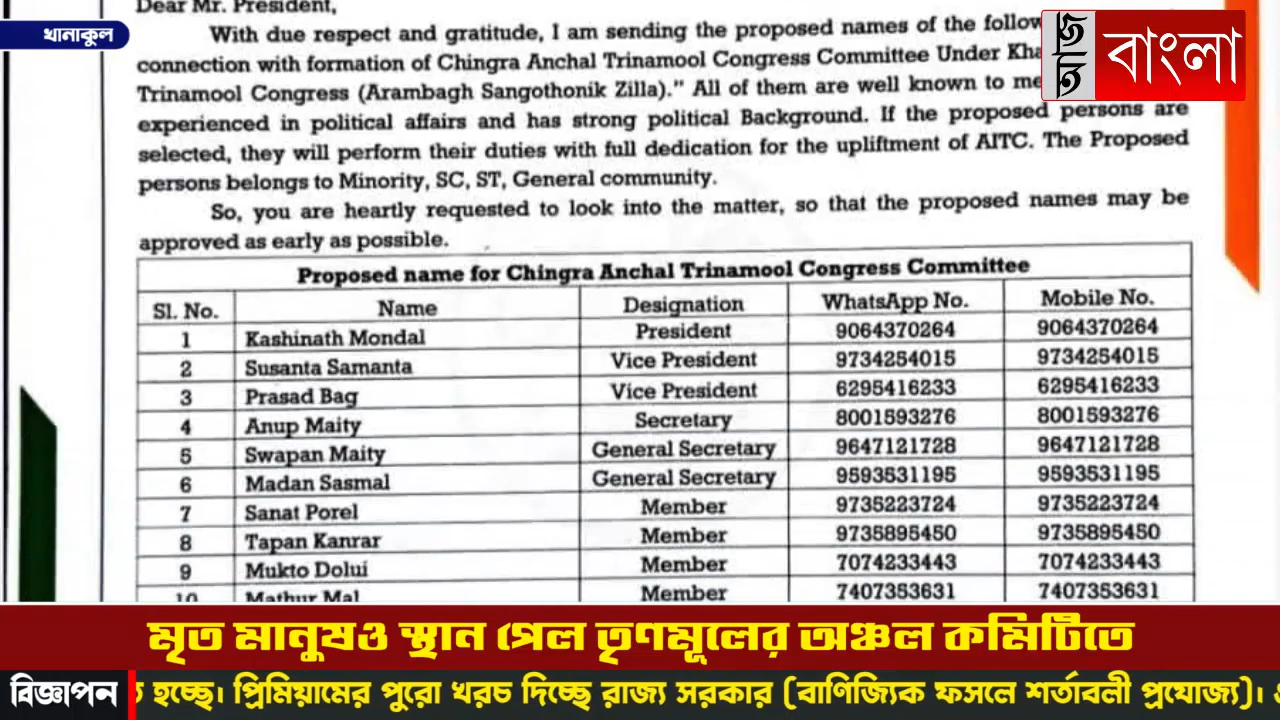 Dear Mr. President,
খানাকুল
With due respect and gratitude, I am sending the proposed names of the follow
connection with formation of Chingra Anchal Trinamool Congress Committee Under Kha
Trinamool Congress (Arambagh Sangothonik Zilla)." All of them are well known to me
experienced in political affairs and has strong political Background. If the proposed persons are
selected, they will perform their duties with full dedication for the upliftment of AITC. The Proposed
persons belongs to Minority, SC, ST, General community.
So, you are heartly requested to look into the matter, so that the proposed names may be
approved as early as possible.
আজ বাংলা
Proposed name for Chingra Anchal Trinamool Congress Committee
Sl. No. Name Designation WhatsApp No. Mobile No.
1 Kashinath Mondal President 9064370264 9064370264
2 Susanta Samanta Vice President 9734254015 9734254015
3 Prasad Bag Vice President 6295416233 6295416233
4 Anup Maity Secretary 8001593276 8001593276
5 Swapan Maity General Secretary 9647121728 9647121728
6 Madan Sasmal General Secretary 9593531195 9593531195
7 Sanat Porel Member 9735223724 9735223724
8 Tapan Kanrar Member 9735895450 9735895450
9 Mukto Dolui Member 7074233443 7074233443
10 Mathur Mal Member 7407353631 7407353631
মৃত মানুষও স্থান পেল তৃণমূলের অঞ্চল কমিটিতে
বিজ্ঞাপন হচ্ছে। প্রিমিয়ামের পুরো খরচ দিচ্ছে রাজ্য সরকার (বাণিজ্যিক ফসলে শর্তাবলী প্রযোজ্য)।